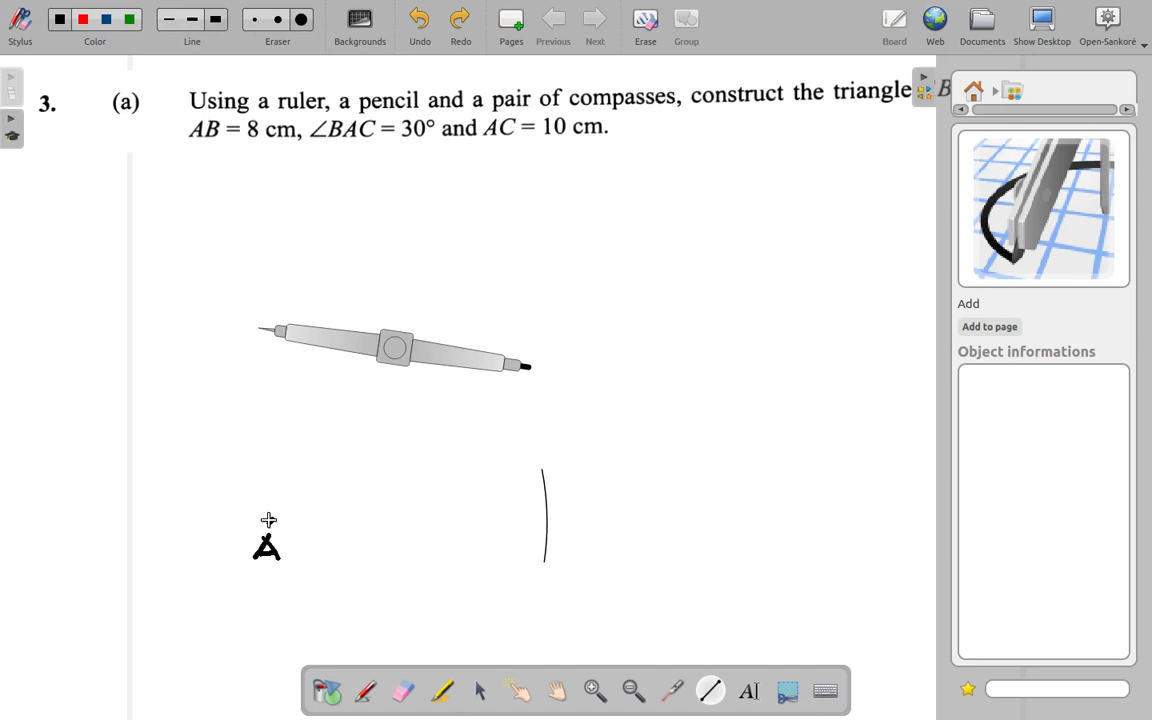 Stylus
Color
Line
Eraser
Backgrounds
Undo
Redo
Pages
Previous
Next
Erase
Group
Board
Web
Documents
Show Desktop
Open-Sankoré
3. (a) Using a ruler, a pencil and a pair of compasses, construct the triangle B
AB = 8 cm, ∠BAC = 30° and AC = 10 cm.
A
Add
Add to page
Object informations
AI